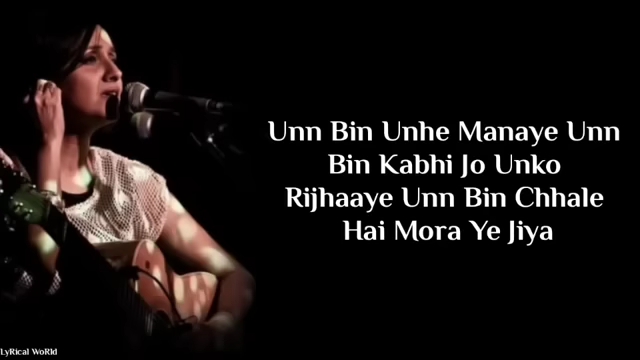 Unn Bin Unhe Manaye Unn
Bin Kabhi Jo Unko
Rijhaaye Unn Bin Chhale
Hai Mora Ye Jiya
LyRical WoRld